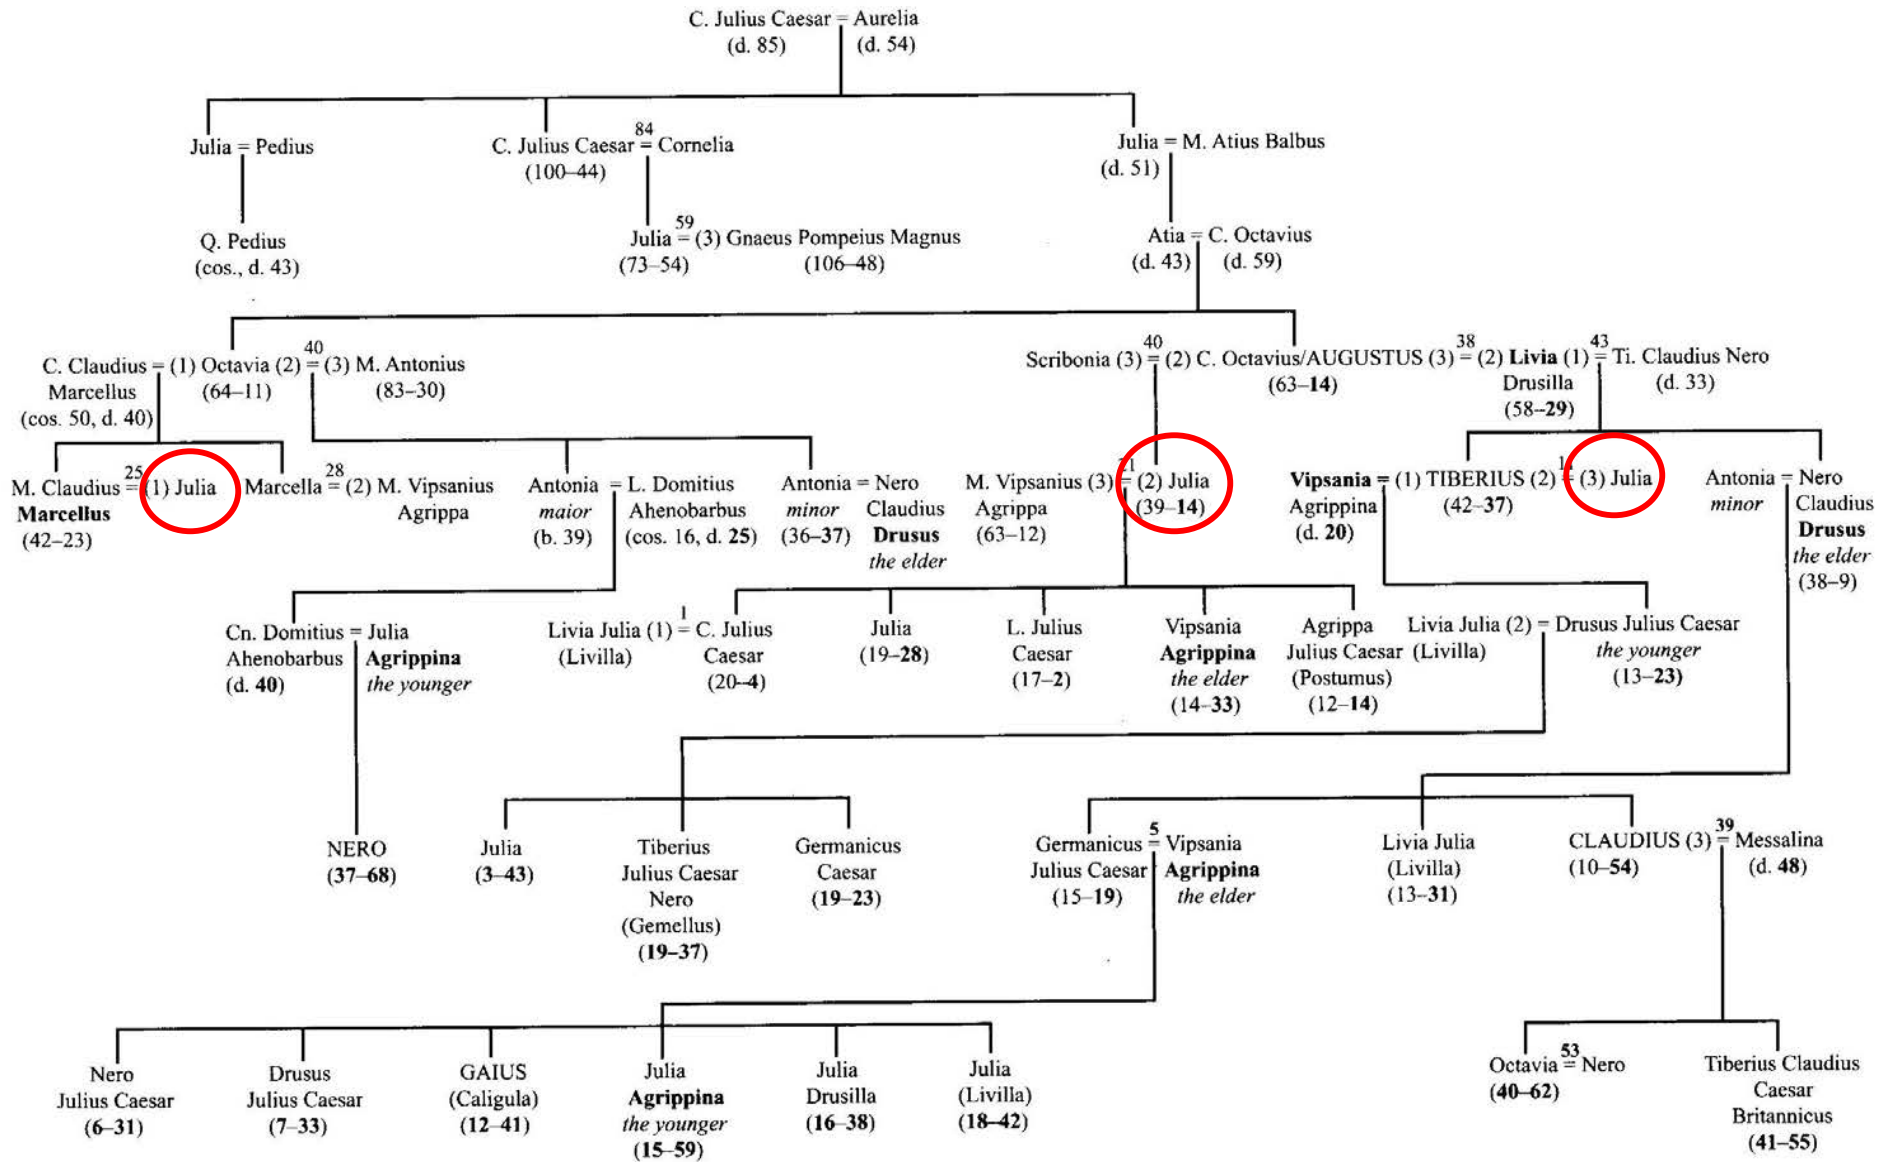 C. Julius Caesar = Aurelia
(d. 85) (d. 54)
Julia = Pedius
84
C. Julius Caesar = Cornelia
(100–44)
Julia = M. Atius Balbus
(d. 51)
Q. Pedius
(cos., d. 43)
59
Julia = (3) Gnaeus Pompeius Magnus
(73–54) (106–48)
Atia = C. Octavius
(d. 43) (d. 59)
40
C. Claudius = (1) Octavia (2) = (3) M. Antonius
Marcellus (64–11) (83–30)
(cos. 50, d. 40)
40 38 43
Scribonia (3) = (2) C. Octavius/AUGUSTUS (3) = (2) Livia (1) = Ti. Claudius Nero
(63–14) Drusilla (d. 33)
(58–29)
25
M. Claudius = (1) Julia
Marcellus
(42–23)
28
Marcella = (2) M. Vipsanius
Agrippa
Antonia = L. Domitius
maior Ahenobarbus
(b. 39) (cos. 16, d. 25)
Antonia = Nero
minor Claudius
(36–37) Drusus
the elder
21
M. Vipsanius (3) = (2) Julia
Agrippa (39–14)
(63–12)
Vipsania = (1) TIBERIUS (2) = (3) Julia
Agrippina (42–37)
(d. 20)
Antonia = Nero
minor Claudius
Drusus
the elder
(38–9)
Cn. Domitius = Julia
Ahenobarbus Agrippina
(d. 40) the younger
1
Livia Julia (1) = C. Julius
(Livilla) Caesar
(20–4)
Julia
(19–28)
L. Julius
Caesar
(17–2)
Vipsania
Agrippina
the elder
(14–33)
Agrippa
Julius Caesar
(Postumus)
(12–14)
Livia Julia (2) = Drusus Julius Caesar
(Livilla) the younger
(13–23)
NERO
(37–68)
Julia
(3–43)
Tiberius
Julius Caesar
Nero
(Gemellus)
(19–37)
Germanicus
Caesar
(19–23)
5
Germanicus = Vipsania
Julius Caesar Agrippina
(15–19) the elder
Livia Julia
(Livilla)
(13–31)
39
CLAUDIUS (3) = Messalina
(10–54) (d. 48)
Nero
Julius Caesar
(6–31)
Drusus
Julius Caesar
(7–33)
GAIUS
(Caligula)
(12–41)
Julia
Agrippina
the younger
(15–59)
Julia
Drusilla
(16–38)
Julia
(Livilla)
(18–42)
53
Octavia = Nero
(40–62)
Tiberius Claudius
Caesar
Britannicus
(41–55)